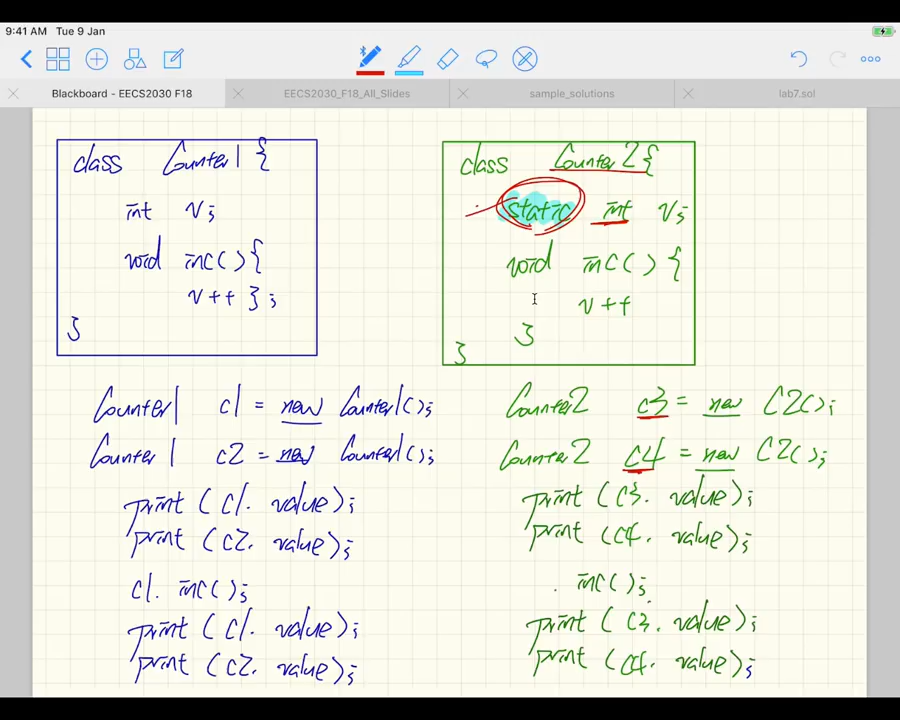 9:41 AM Tue 9 Jan
Blackboard - EECS2030 F18
EECS2030_F18_All_Slides
sample_solutions
lab7.sol
class Counter1 {
int v;
void inc() {
v++ } ;
}
Counter1 c1 = new Counter1();
Counter1 c2 = new Counter1();
print (c1. value);
print (c2. value);
c1. inc();
print (c1. value);
print (c2. value);
class Counter2 {
static int v;
void inc() {
v++
}
}
Counter2 c3 = new C2();
Counter2 c4 = new C2();
print (c3. value);
print (c4. value);
. inc();
print (c3. value);
print (c4. value);